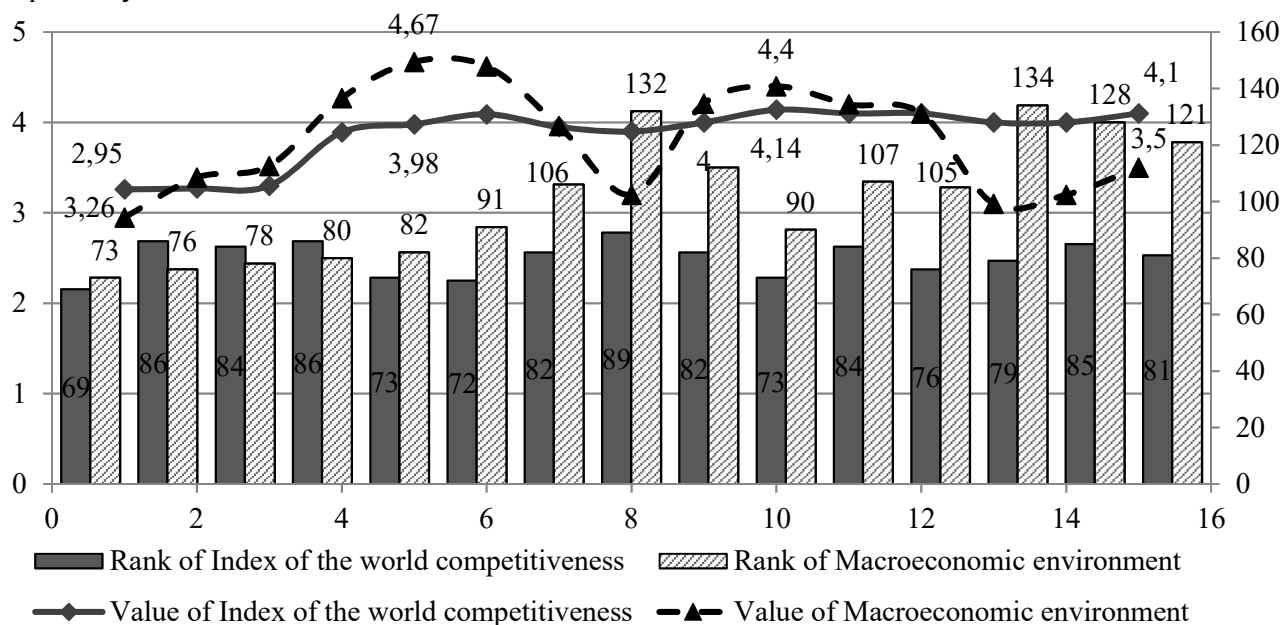 5 4,67 160
4,4 134 140
132 128 4,1
4 121 120
2,95 106 3,98 4 4,14 107 105 3,5
3,26 91 90 100
3 73 76 78 80 82 80
2 60
69 86 84 86 73 72 82 89 82 73 84 76 79 85 81
1 40
20
0 0
0 2 4 6 8 10 12 14 16
Rank of Index of the world competitiveness Rank of Macroeconomic environment
Value of Index of the world competitiveness Value of Macroeconomic environment